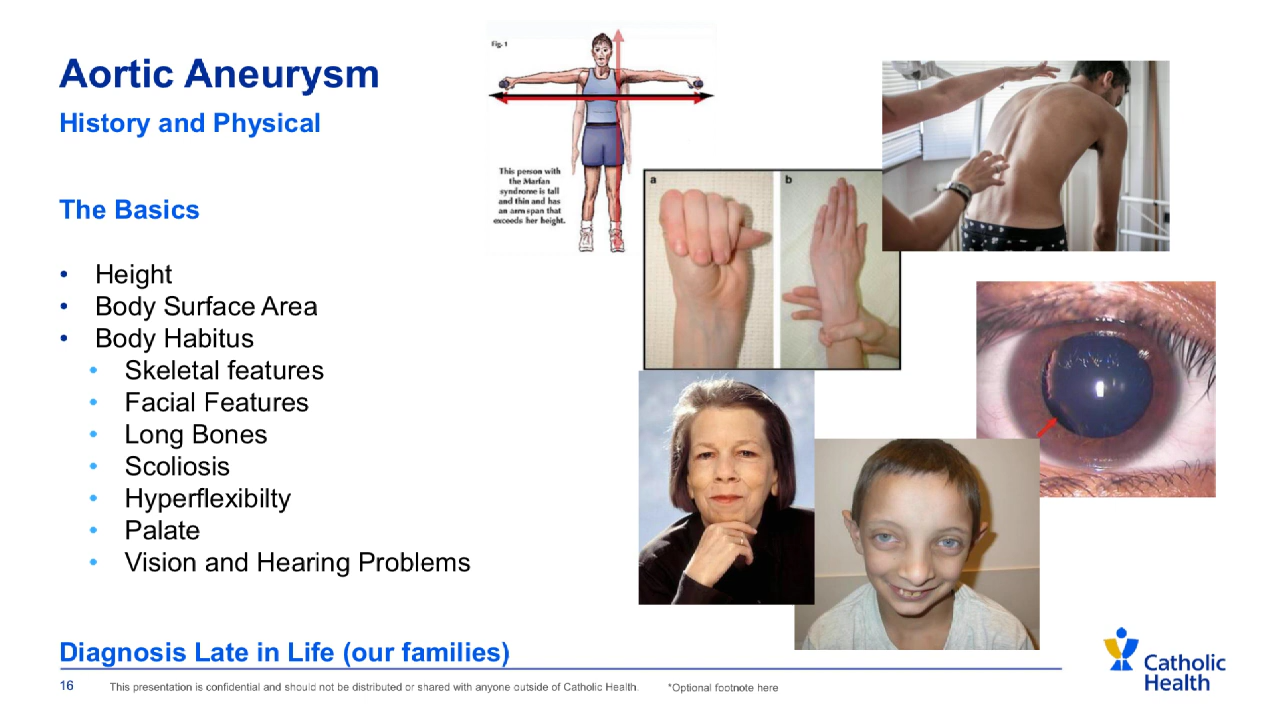 Aortic Aneurysm
History and Physical
The Basics
• Height
• Body Surface Area
• Body Habitus
• Skeletal features
• Facial Features
• Long Bones
• Scoliosis
• Hyperflexibilty
• Palate
• Vision and Hearing Problems
Diagnosis Late in Life (our families)
Fig. 1
This person with
the Marfan
syndrome is tall
and thin and has
an arm span that
exceeds her height.
a
b
16
This presentation is confidential and should not be distributed or shared with anyone outside of Catholic Health.
*Optional footnote here
Catholic
Health